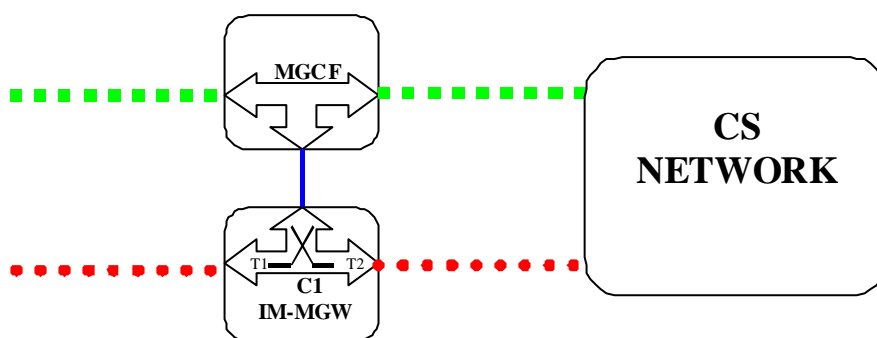 MGCF
CS
NETWORK
T1 T2
C1
IM-MGW